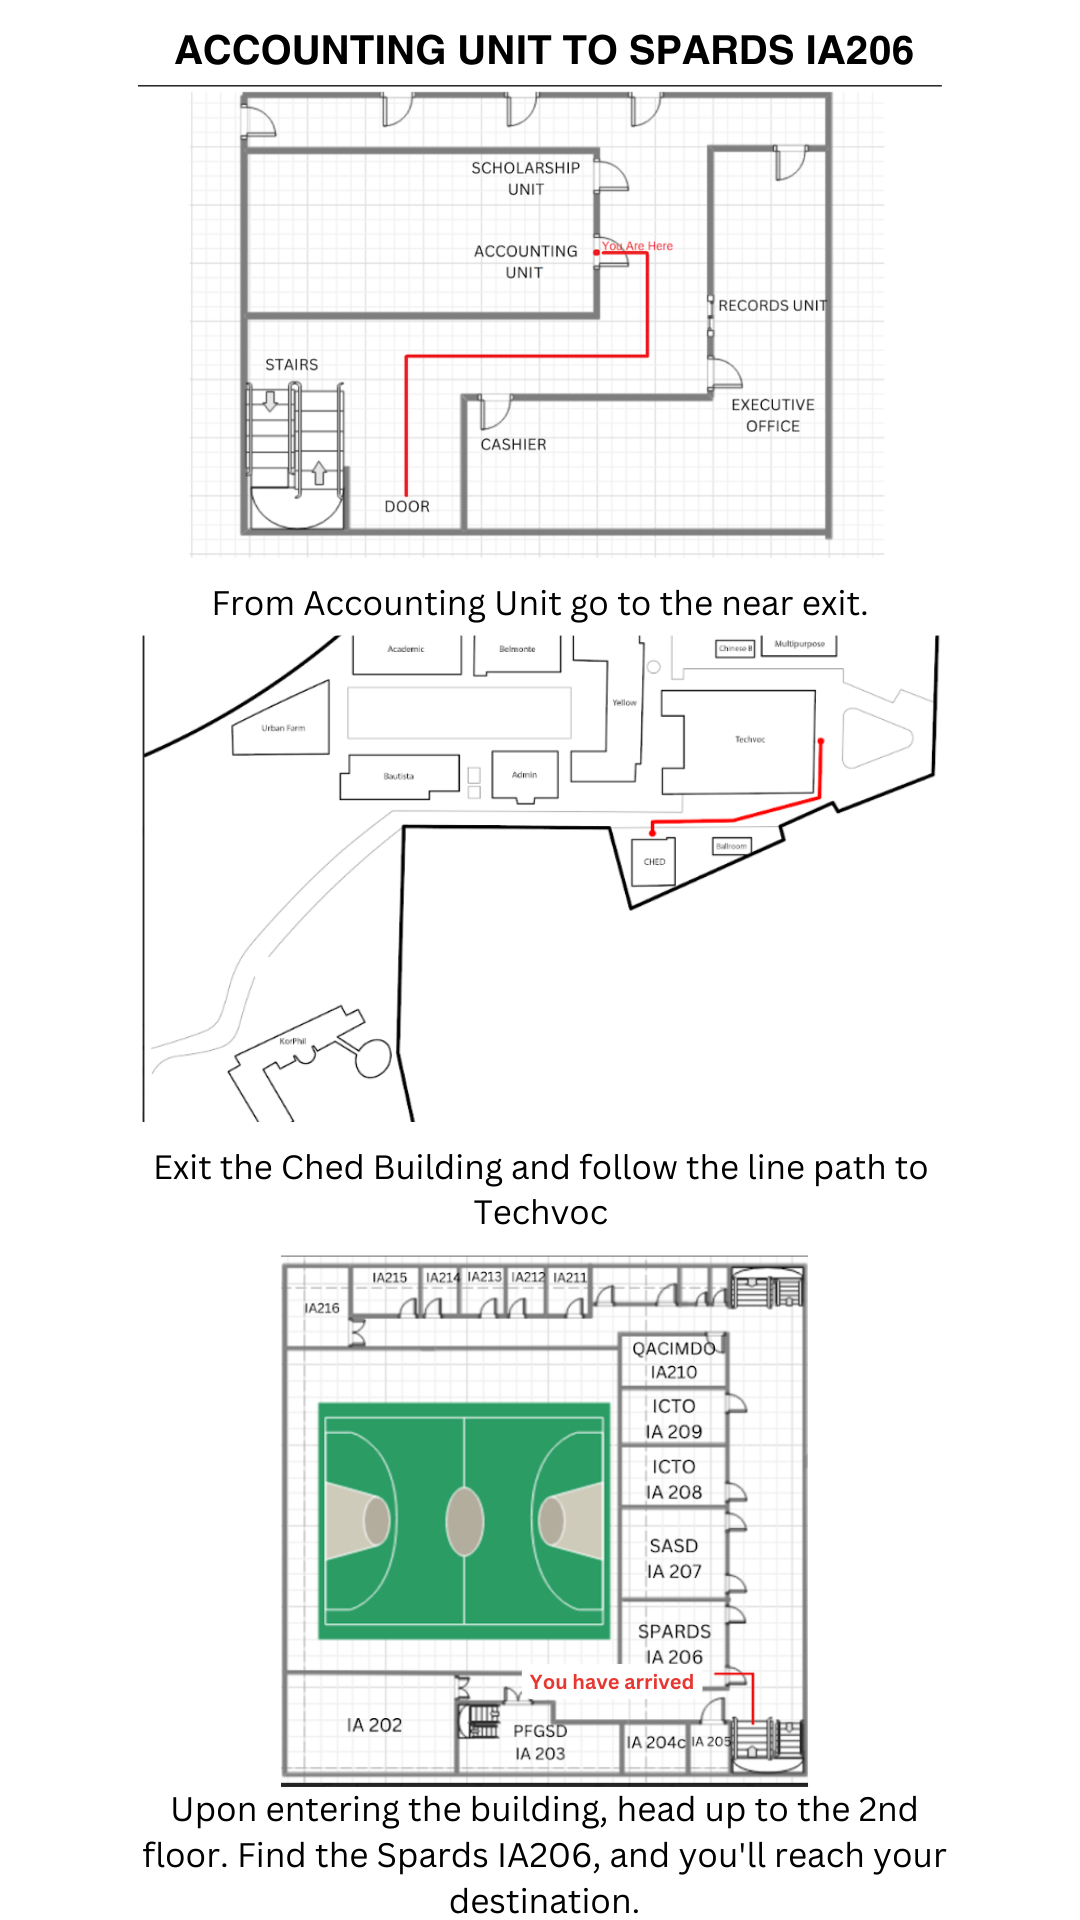 ACCOUNTING UNIT TO SPARDS IA206
SCHOLARSHIP
UNIT
ACCOUNTING
UNIT
You Are Here
RECORDS UNIT
STAIRS
EXECUTIVE
OFFICE
CASHIER
DOOR
From Accounting Unit go to the near exit.
Academic
Belmonte
Chinese B
Multipurpose
Urban Farm
Yellow
Techvoc
Bautista
Admin
CHED
Ballroom
KorPhil
Exit the Ched Building and follow the line path to
Techvoc
IA215
IA214
IA213
IA212
IA211
IA216
QACIMDO
IA210
ICTO
IA 209
ICTO
IA 208
SASD
IA 207
SPARDS
IA 206
You have arrived
IA 202
PFGSD
IA 203
IA 204c
IA 205
Upon entering the building, head up to the 2nd
floor. Find the Spards IA206, and you'll reach your
destination.